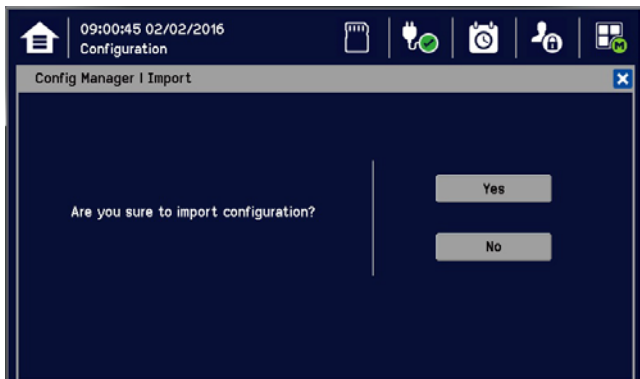 09:00:45 02/02/2016
Configuration
Config Manager | Import
Are you sure to import configuration?
Yes
No
M